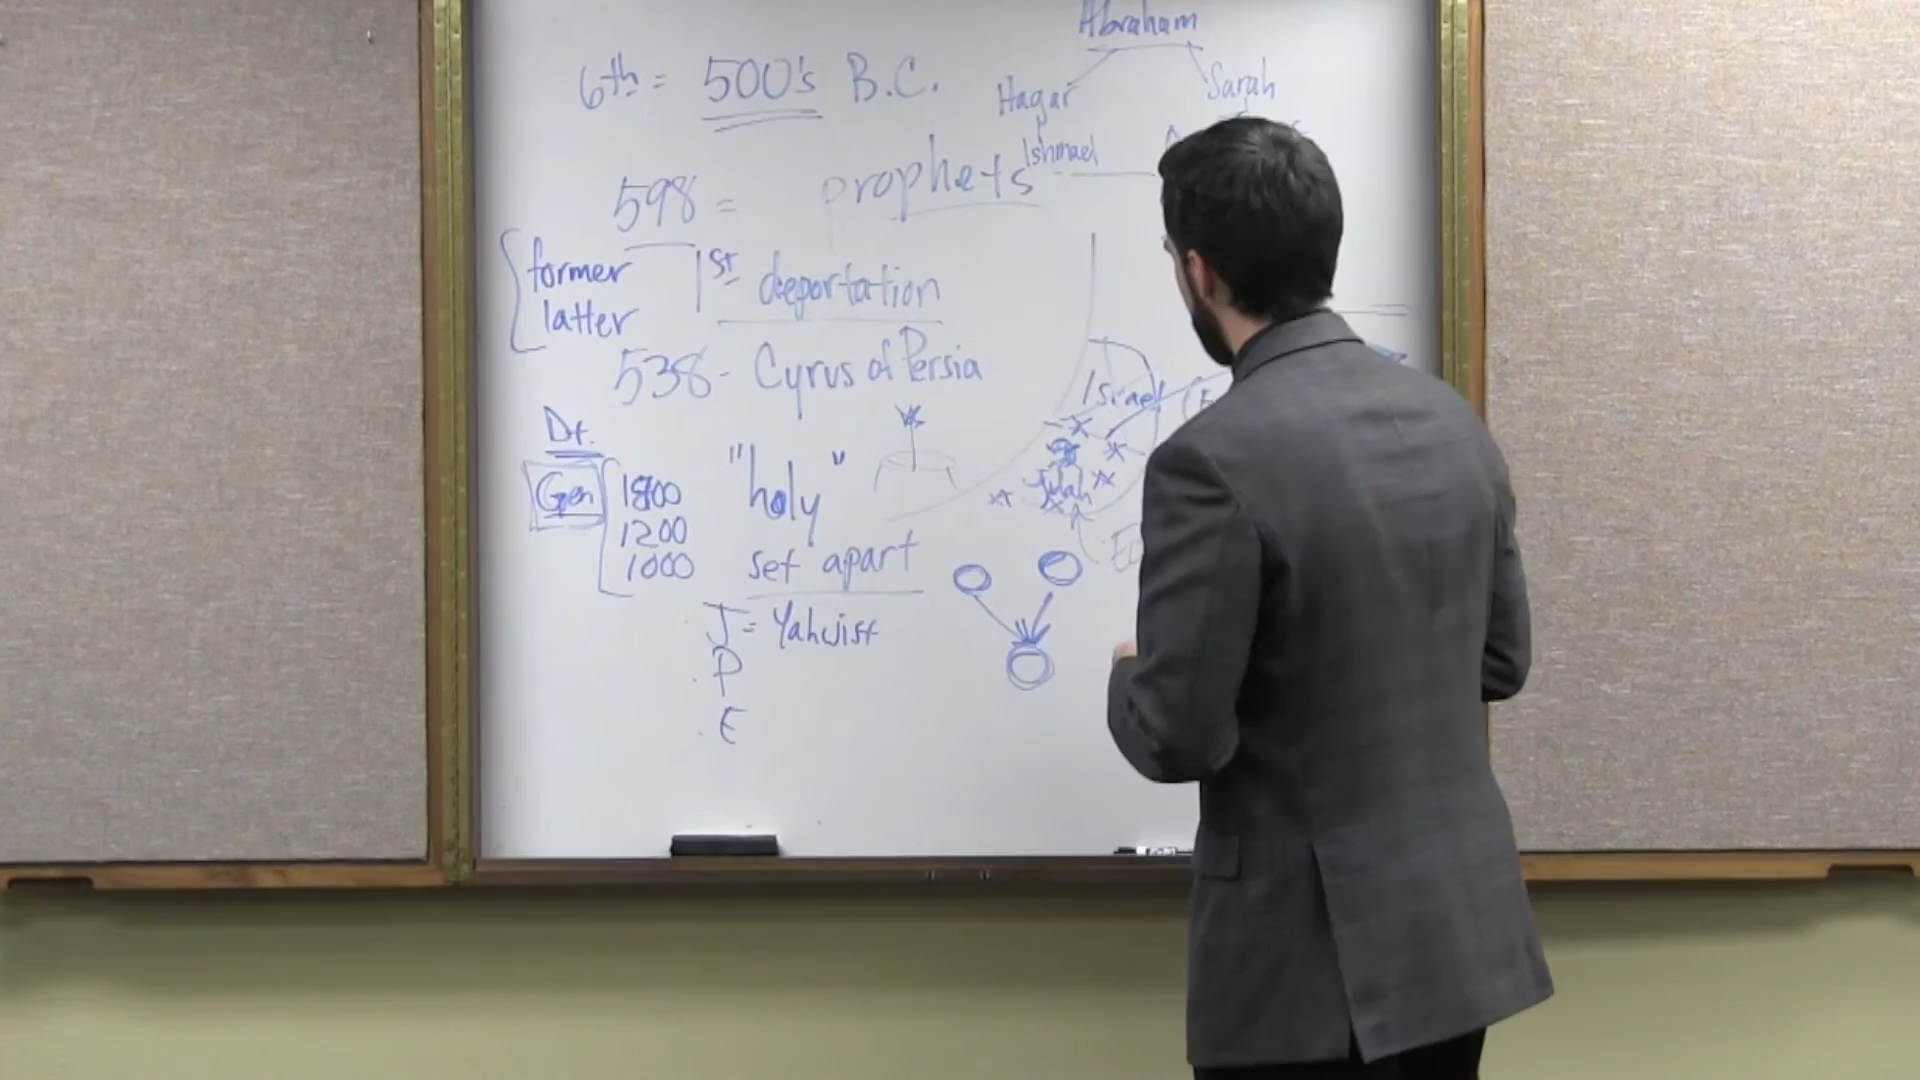 Abraham
6th = 500's B.C.
Hagar
Sarah
Ishmael
598 =
prophets
former
latter
1st deportation
538 - Cyrus of Persia
Israel
Dt.
Gen
1800
1200
1000
"holy"
set apart
Judah
J = Yahwist
P
E